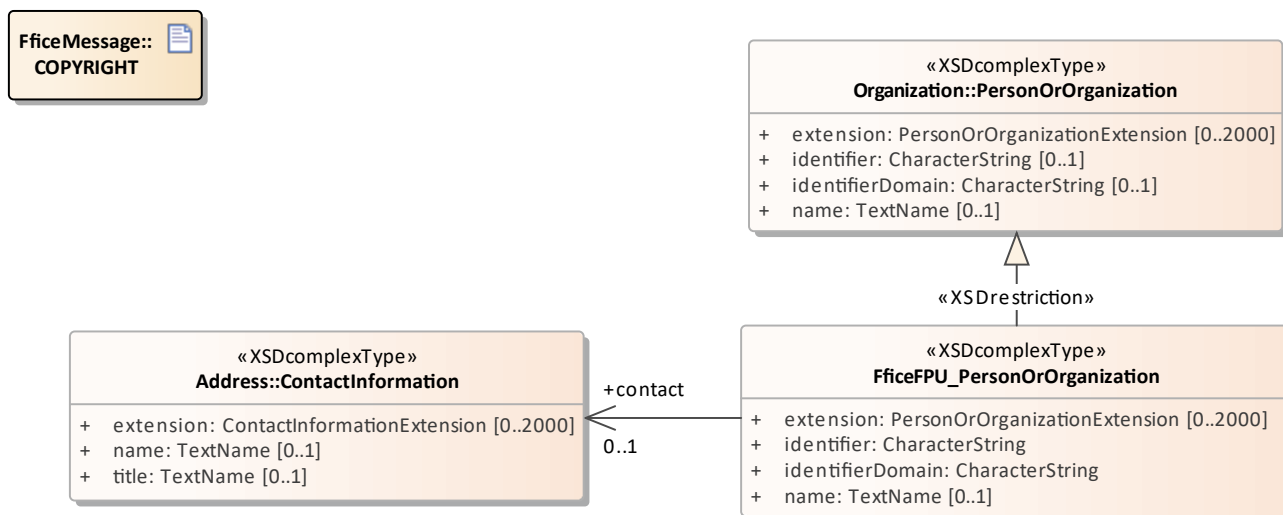 FficeMessage::
COPYRIGHT
«XSDcomplexType»
Organization::PersonOrOrganization
+ extension: PersonOrOrganizationExtension [0..2000]
+ identifier: CharacterString [0..1]
+ identifierDomain: CharacterString [0..1]
+ name: TextName [0..1]
«XSDrestriction»
«XSDcomplexType»
Address::ContactInformation
+ extension: ContactInformationExtension [0..2000]
+ name: TextName [0..1]
+ title: TextName [0..1]
+contact
0..1
«XSDcomplexType»
FficeFPU_PersonOrOrganization
+ extension: PersonOrOrganizationExtension [0..2000]
+ identifier: CharacterString
+ identifierDomain: CharacterString
+ name: TextName [0..1]